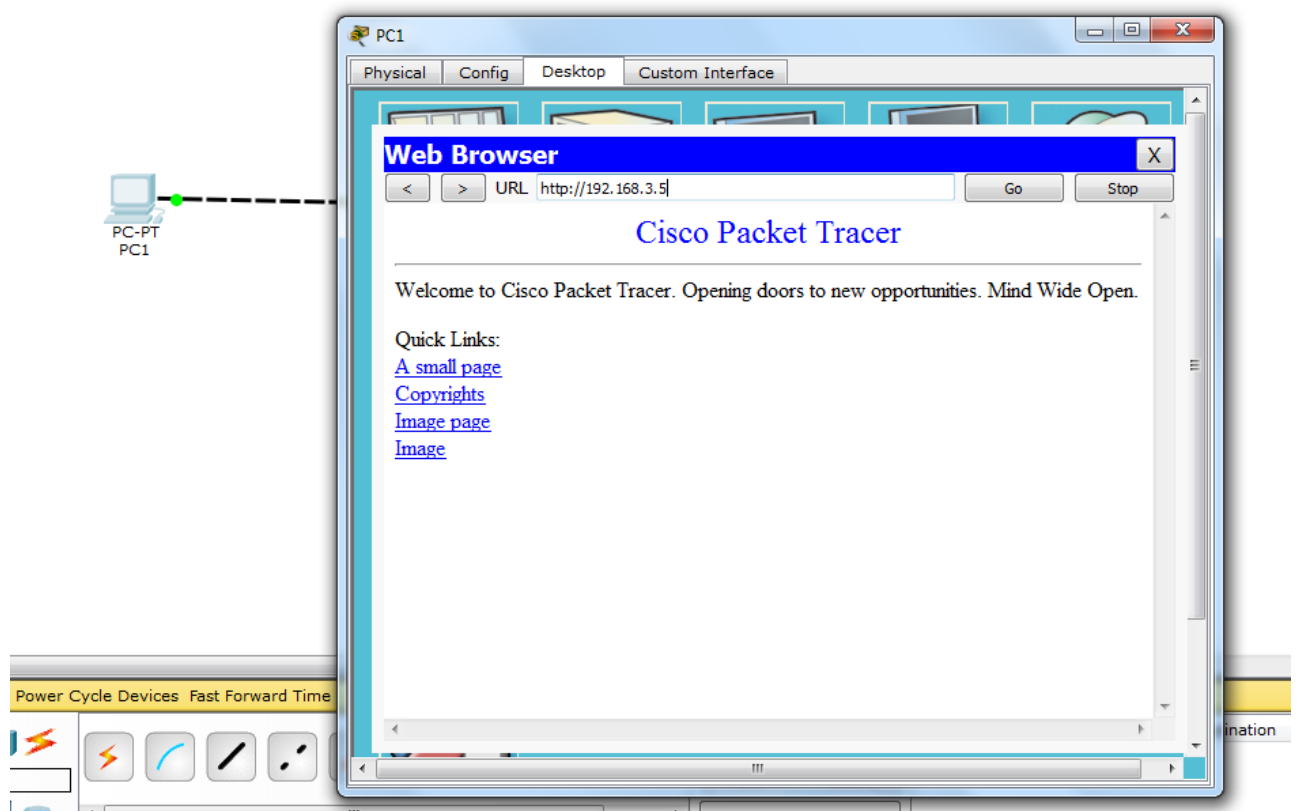 PC1
Physical Config Desktop Custom Interface
Web Browser
X
< > URL http://192.168.3.5 Go Stop
Cisco Packet Tracer
Welcome to Cisco Packet Tracer. Opening doors to new opportunities. Mind Wide Open.
Quick Links:
A small page
Copyrights
Image page
Image
PC-PT
PC1
Power Cycle Devices Fast Forward Time
ination